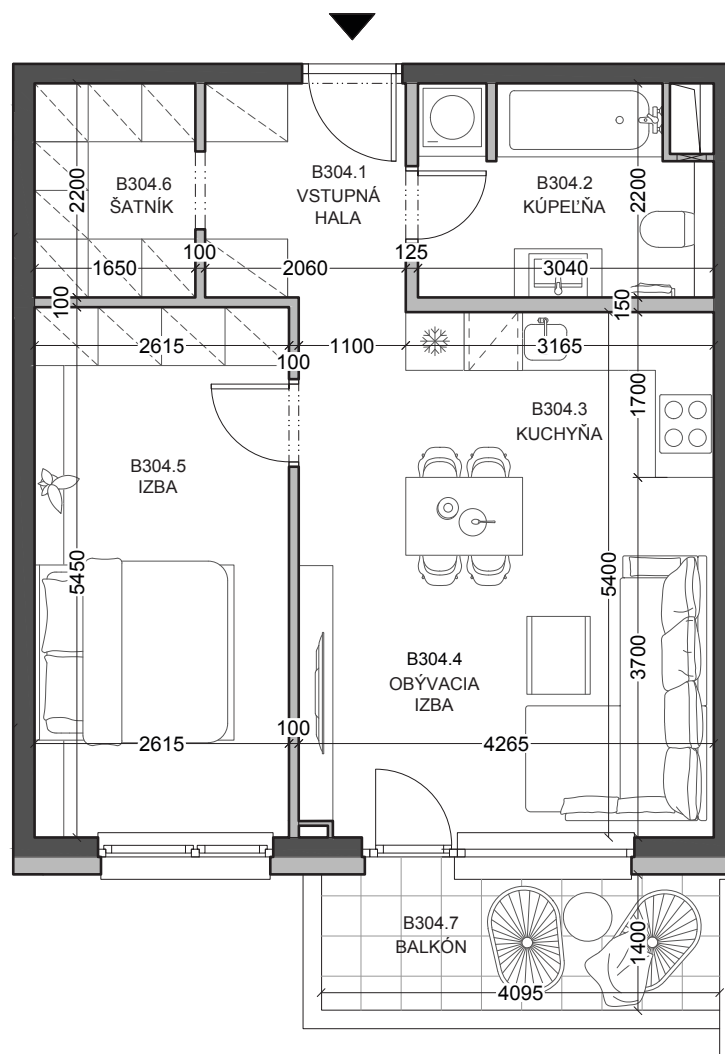 B304.1
VSTUPNÁ
HALA
B304.6
ŠATNÍK
B304.2
KÚPEĽŇA
2200
2200
100
125
1650
2060
3040
100
150
2615
100
1100
3165
1700
B304.3
KUCHYŇA
B304.5
IZBA
5450
5400
3700
B304.4
OBÝVACIA
IZBA
100
2615
4265
B304.7
BALKÓN
1400
4095